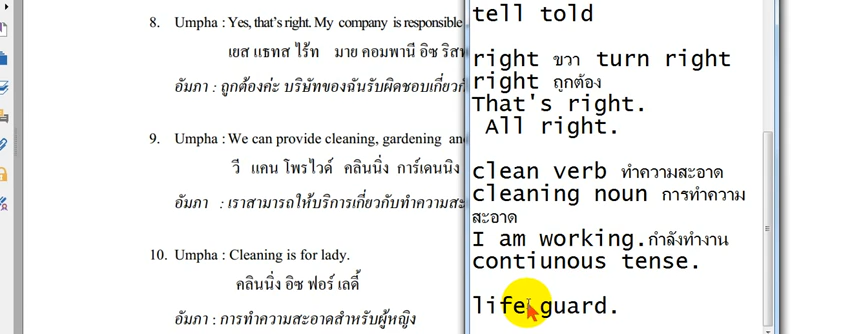 8. Umpha : Yes, that's right. My company is responsible
เยส แธทส ไร้ท มาย คอมพานี อิซ ริสพ
อัมภา : ถูกต้องค่ะ บริษัทของฉันรับผิดชอบเกี่ยวก
9. Umpha : We can provide cleaning, gardening an
วี แคน โพรไวด์ คลินนิ่ง การ์เดนนิง
อัมภา : เราสามารถให้บริการเกี่ยวกับทำความสะ
10. Umpha : Cleaning is for lady.
คลินนิ่ง อิซ ฟอร์ เลดี้
อัมภา : การทำความสะอาดสำหรับผู้หญิง
tell told
right ขวา turn right
right ถูกต้อง
That's right.
All right.
clean verb ทำความสะอาด
cleaning noun การทำความ
สะอาด
I am working.กำลังทำงาน
contiunous tense.
life guard.